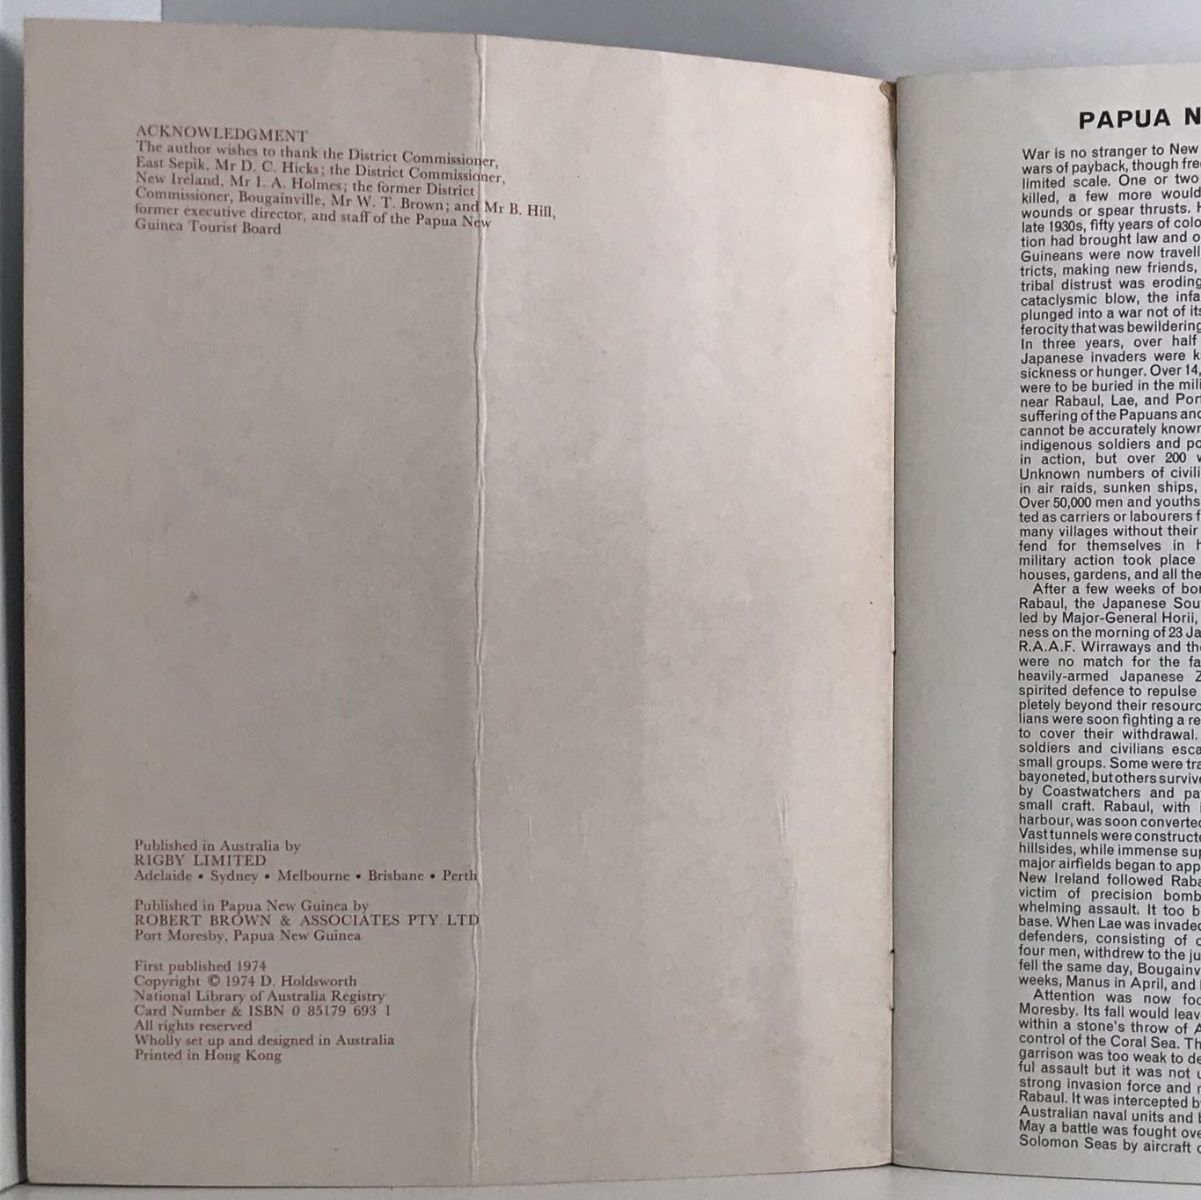 ACKNOWLEDGMENT
The author wishes to thank the District Commissioner,
East Sepik, Mr D. C. Hicks; the District Commissioner,
New Ireland, Mr I. A. Holmes; the former District
Commissioner, Bougainville, Mr W. T. Brown; and Mr B. Hill,
former executive director, and staff of the Papua New
Guinea Tourist Board
Published in Australia by
RIGBY LIMITED
Adelaide • Sydney • Melbourne • Brisbane • Perth
Published in Papua New Guinea by
ROBERT BROWN & ASSOCIATES PTY LTD
Port Moresby, Papua New Guinea
First published 1974
Copyright © 1974 D. Holdsworth
National Library of Australia Registry
Card Number & ISBN 0 85179 693 1
All rights reserved
Wholly set up and designed in Australia
Printed in Hong Kong
PAPUA N
War is no stranger to New
wars of payback, though fre
limited scale. One or two
killed, a few more would
wounds or spear thrusts. H
late 1930s, fifty years of colo
tion had brought law and o
Guineans were now travell
tricts, making new friends,
tribal distrust was eroding
cataclysmic blow, the infa
plunged into a war not of its
ferocity that was bewildering
In three years, over half
Japanese invaders were k
sickness or hunger. Over 14,
were to be buried in the mili
near Rabaul, Lae, and Port
suffering of the Papuans and
cannot be accurately known
indigenous soldiers and po
in action, but over 200 w
Unknown numbers of civili
in air raids, sunken ships,
Over 50,000 men and youths
ted as carriers or labourers f
many villages without their
fend for themselves in h
military action took place
houses, gardens, and all the
After a few weeks of bom
Rabaul, the Japanese Sou
led by Major-General Horii,
ness on the morning of 23 Ja
R.A.A.F. Wirraways and the
were no match for the fa
heavily-armed Japanese Z
spirited defence to repulse
pletely beyond their resourc
lians were soon fighting a re
to cover their withdrawal.
soldiers and civilians esca
small groups. Some were tra
bayoneted, but others survive
by Coastwatchers and pa
small craft. Rabaul, with i
harbour, was soon converted
Vast tunnels were constructe
hillsides, while immense sup
major airfields began to app
New Ireland followed Raba
victim of precision bomb
whelming assault. It too b
base. When Lae was invaded
defenders, consisting of o
four men, withdrew to the ju
fell the same day, Bougainv
weeks, Manus in April, and
Attention was now foc
Moresby. Its fall would leav
within a stone's throw of A
control of the Coral Sea. Th
garrison was too weak to de
ful assault but it was not u
strong invasion force and
Rabaul. It was intercepted b
Australian naval units and
May a battle was fought ove
Solomon Seas by aircraft